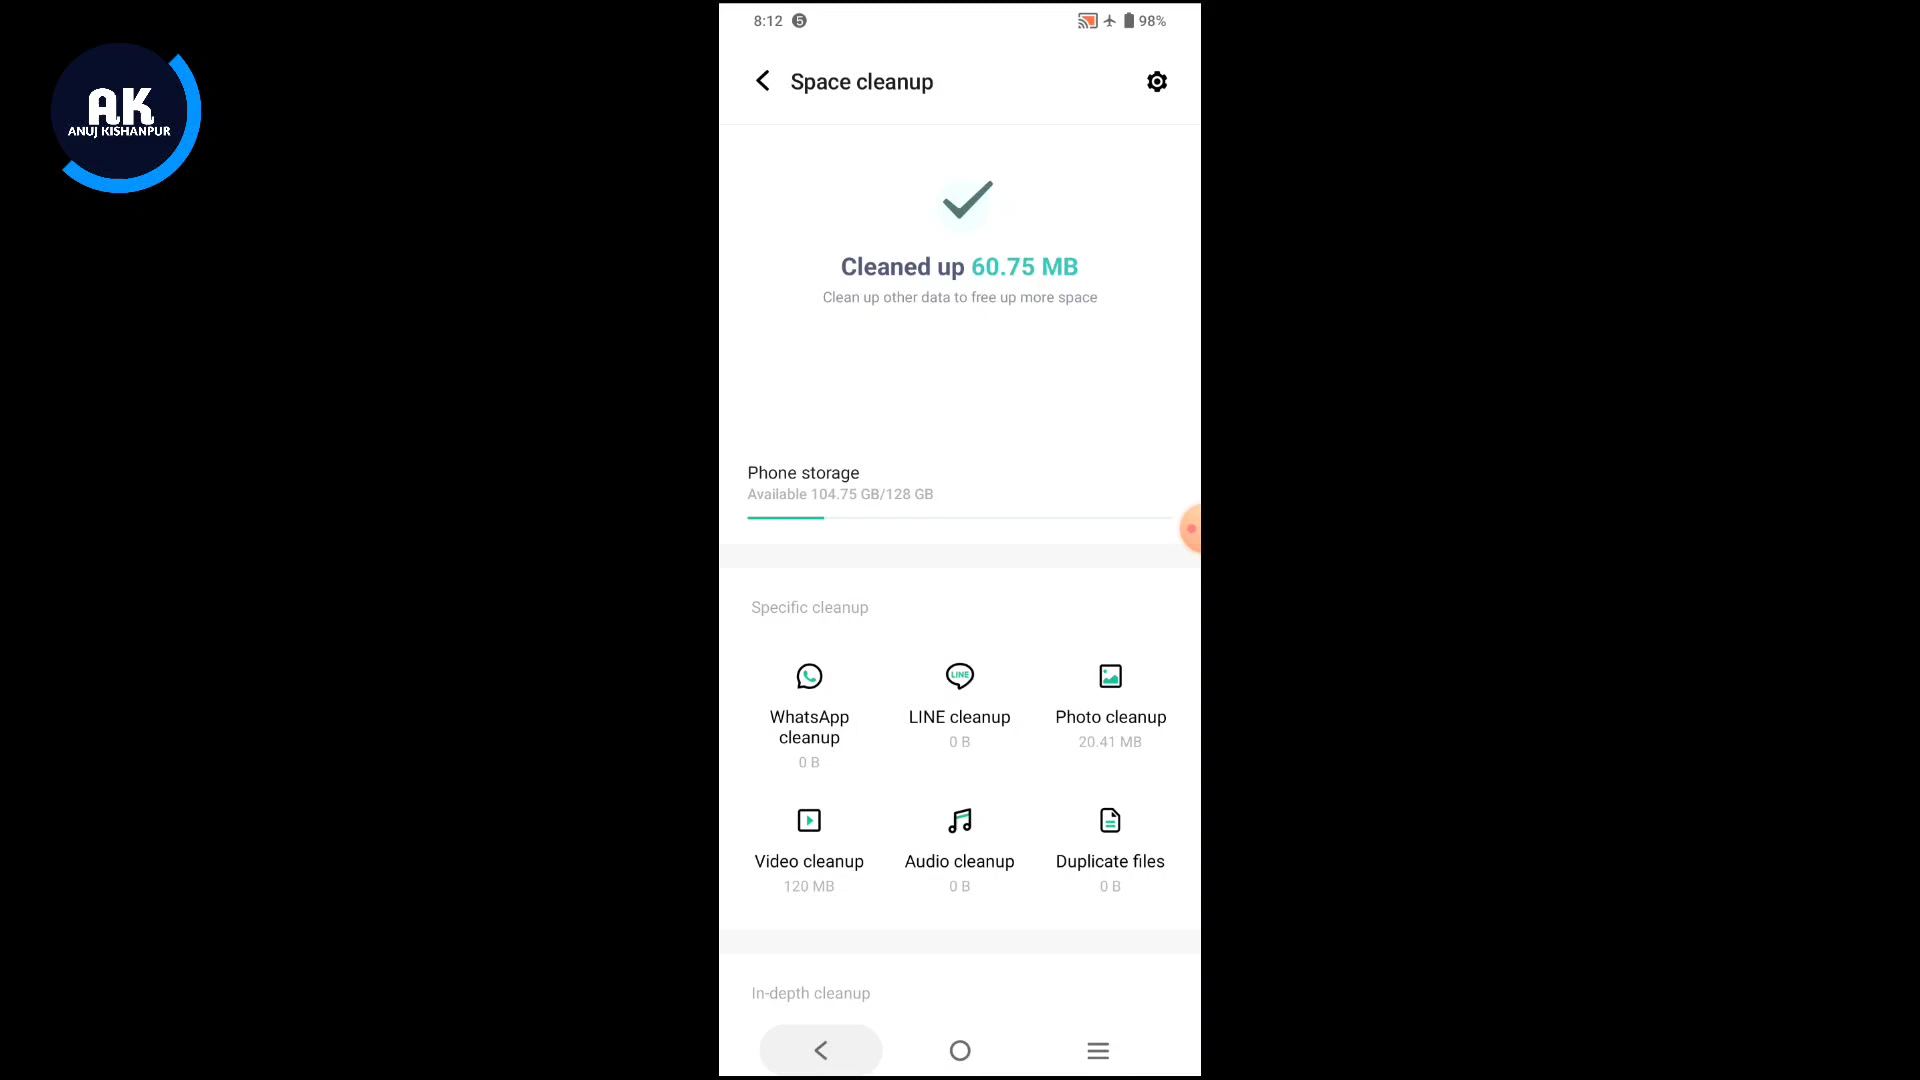 AK
ANUJ KISHANPUR
8:12 5
98%
Space cleanup
Cleaned up 60.75 MB
Clean up other data to free up more space
Phone storage
Available 104.75 GB/128 GB
Specific cleanup
LINE
WhatsApp
cleanup
0 B
LINE cleanup
0 B
Photo cleanup
20.41 MB
Video cleanup
120 MB
Audio cleanup
0 B
Duplicate files
0 B
In-depth cleanup